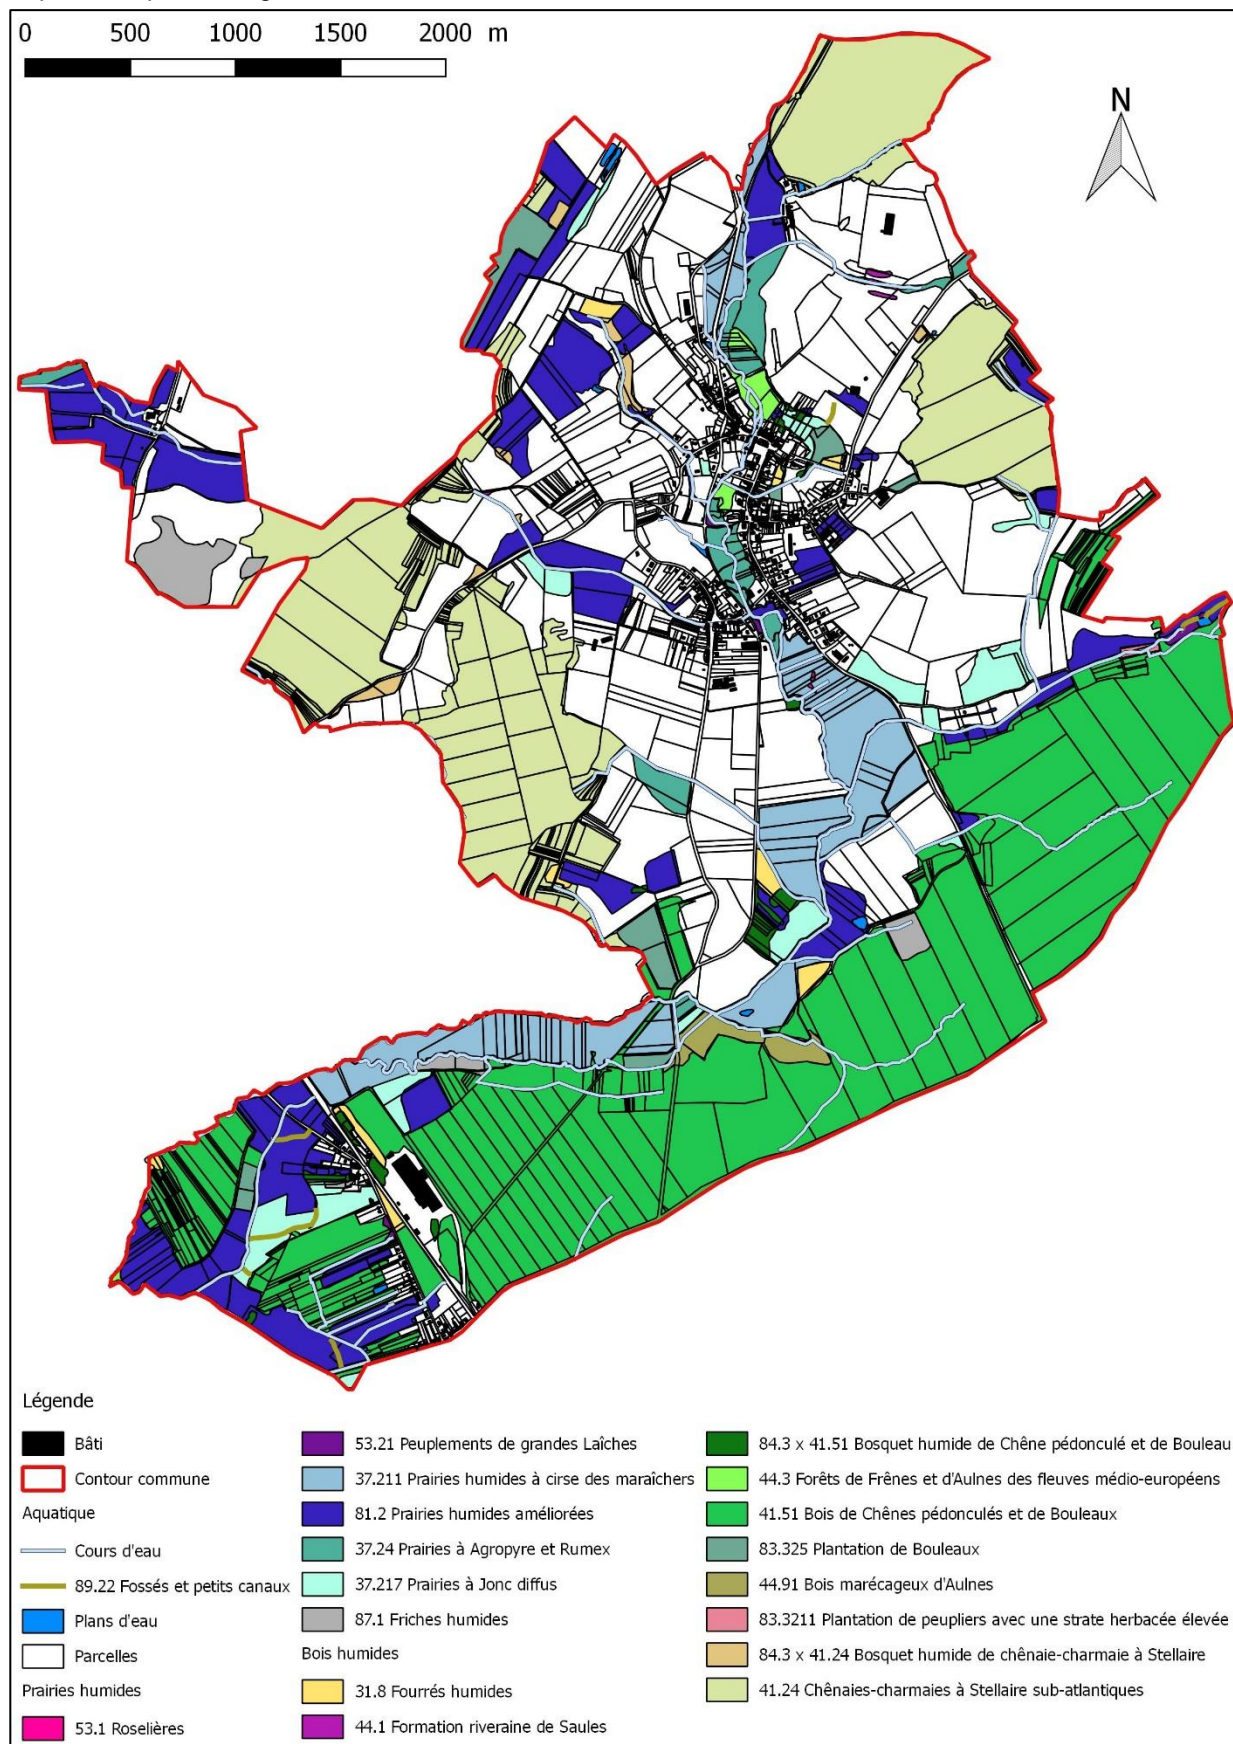 0 500 1000 1500 2000 m
N
Légende
Bâti
Contour commune
Aquatique
Cours d'eau
89.22 Fossés et petits canaux
Plans d'eau
Parcelles
Prairies humides
53.1 Roselières
53.21 Peuplements de grandes Laîches
37.211 Prairies humides à cirse des maraîchers
81.2 Prairies humides améliorées
37.24 Prairies à Agropyre et Rumex
37.217 Prairies à Jonc diffus
87.1 Friches humides
Bois humides
31.8 Fourrés humides
44.1 Formation riveraine de Saules
84.3 x 41.51 Bosquet humide de Chêne pédonculé et de Bouleau
44.3 Forêts de Frênes et d'Aulnes des fleuves médio-européens
41.51 Bois de Chênes pédonculés et de Bouleaux
83.325 Plantation de Bouleaux
44.91 Bois marécageux d'Aulnes
83.3211 Plantation de peupliers avec une strate herbacée élevée
84.3 x 41.24 Bosquet humide de chênaie-charmaie à Stellaire
41.24 Chênaies-charmaies à Stellaire sub-atlantiques